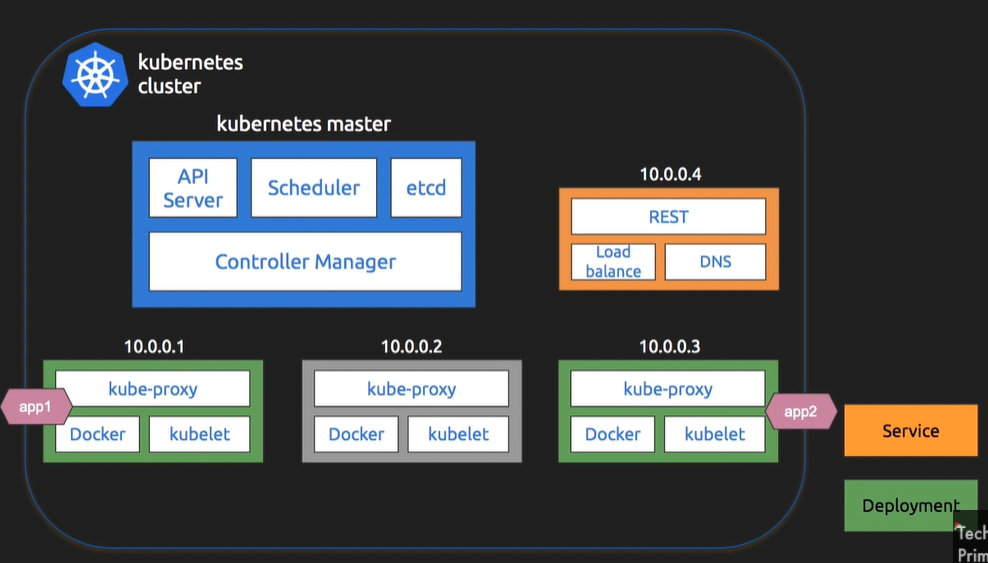 kubernetes
cluster
kubernetes master
API
Server
Scheduler
etcd
Controller Manager
10.0.0.4
REST
Load
balance
DNS
10.0.0.1
kube-proxy
Docker
kubelet
app1
10.0.0.2
kube-proxy
Docker
kubelet
10.0.0.3
kube-proxy
Docker
kubelet
app2
Service
Deployment
Tech
Prim